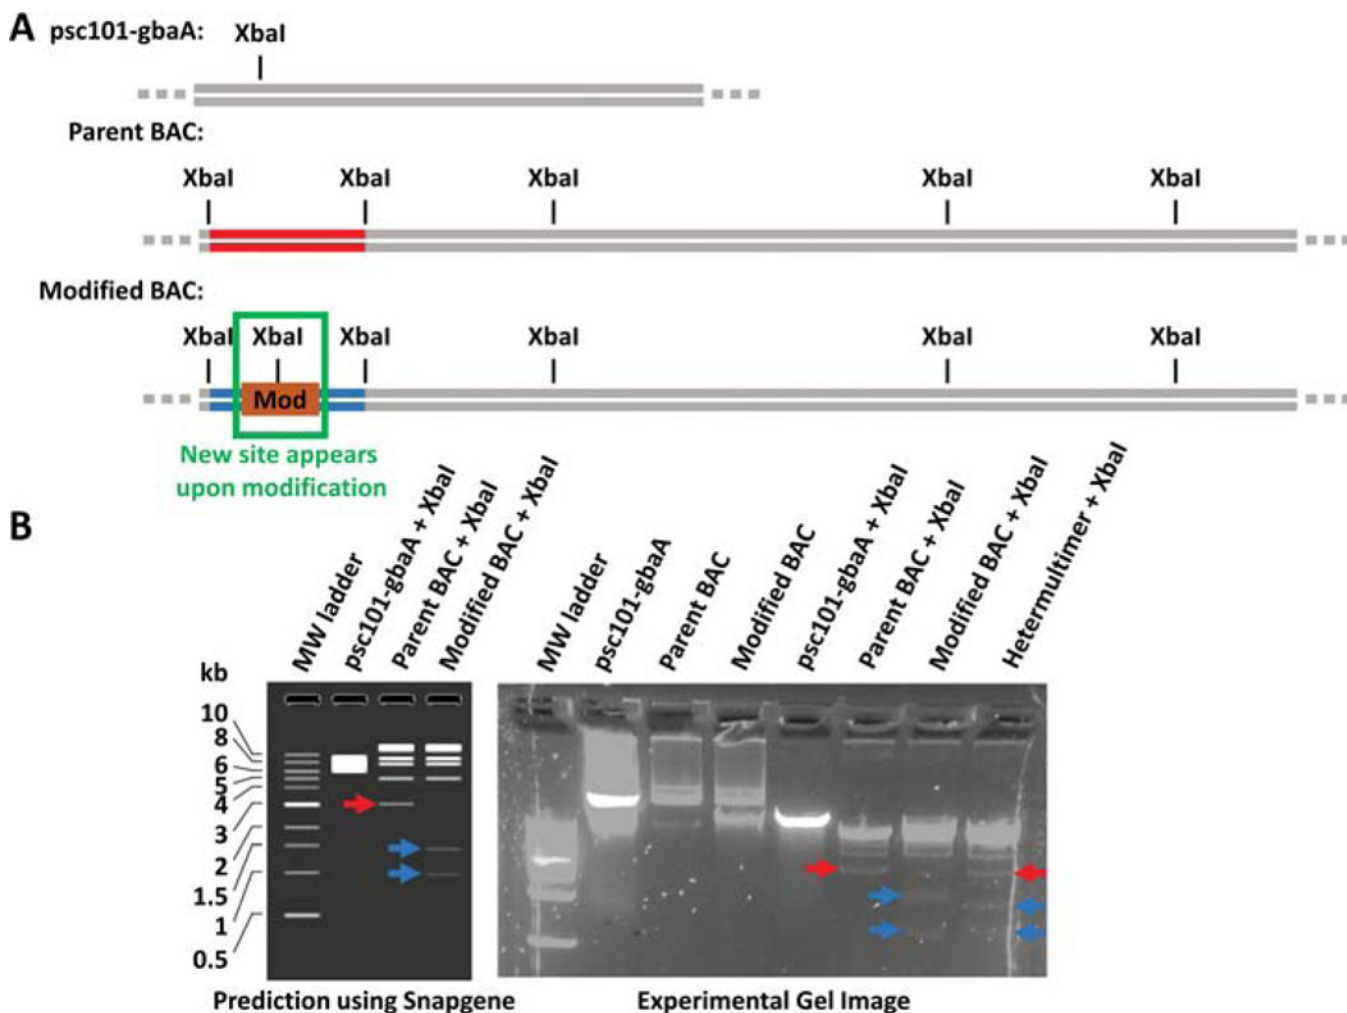 A psc101-gbaA: XbaI
Parent BAC:
XbaI XbaI XbaI XbaI XbaI
Modified BAC:
XbaI XbaI XbaI XbaI XbaI XbaI
Mod
New site appears
upon modification
B
MW ladder
psc101-gbaA + XbaI
Parent BAC + XbaI
Modified BAC + XbaI
MW ladder
psc101-gbaA
Parent BAC
Modified BAC
psc101-gbaA + XbaI
Parent BAC + XbaI
Modified BAC + XbaI
Hetermultimer + XbaI
kb
10
8
6
5
4
3
2
1.5
1
0.5
Prediction using Snapgene
Experimental Gel Image